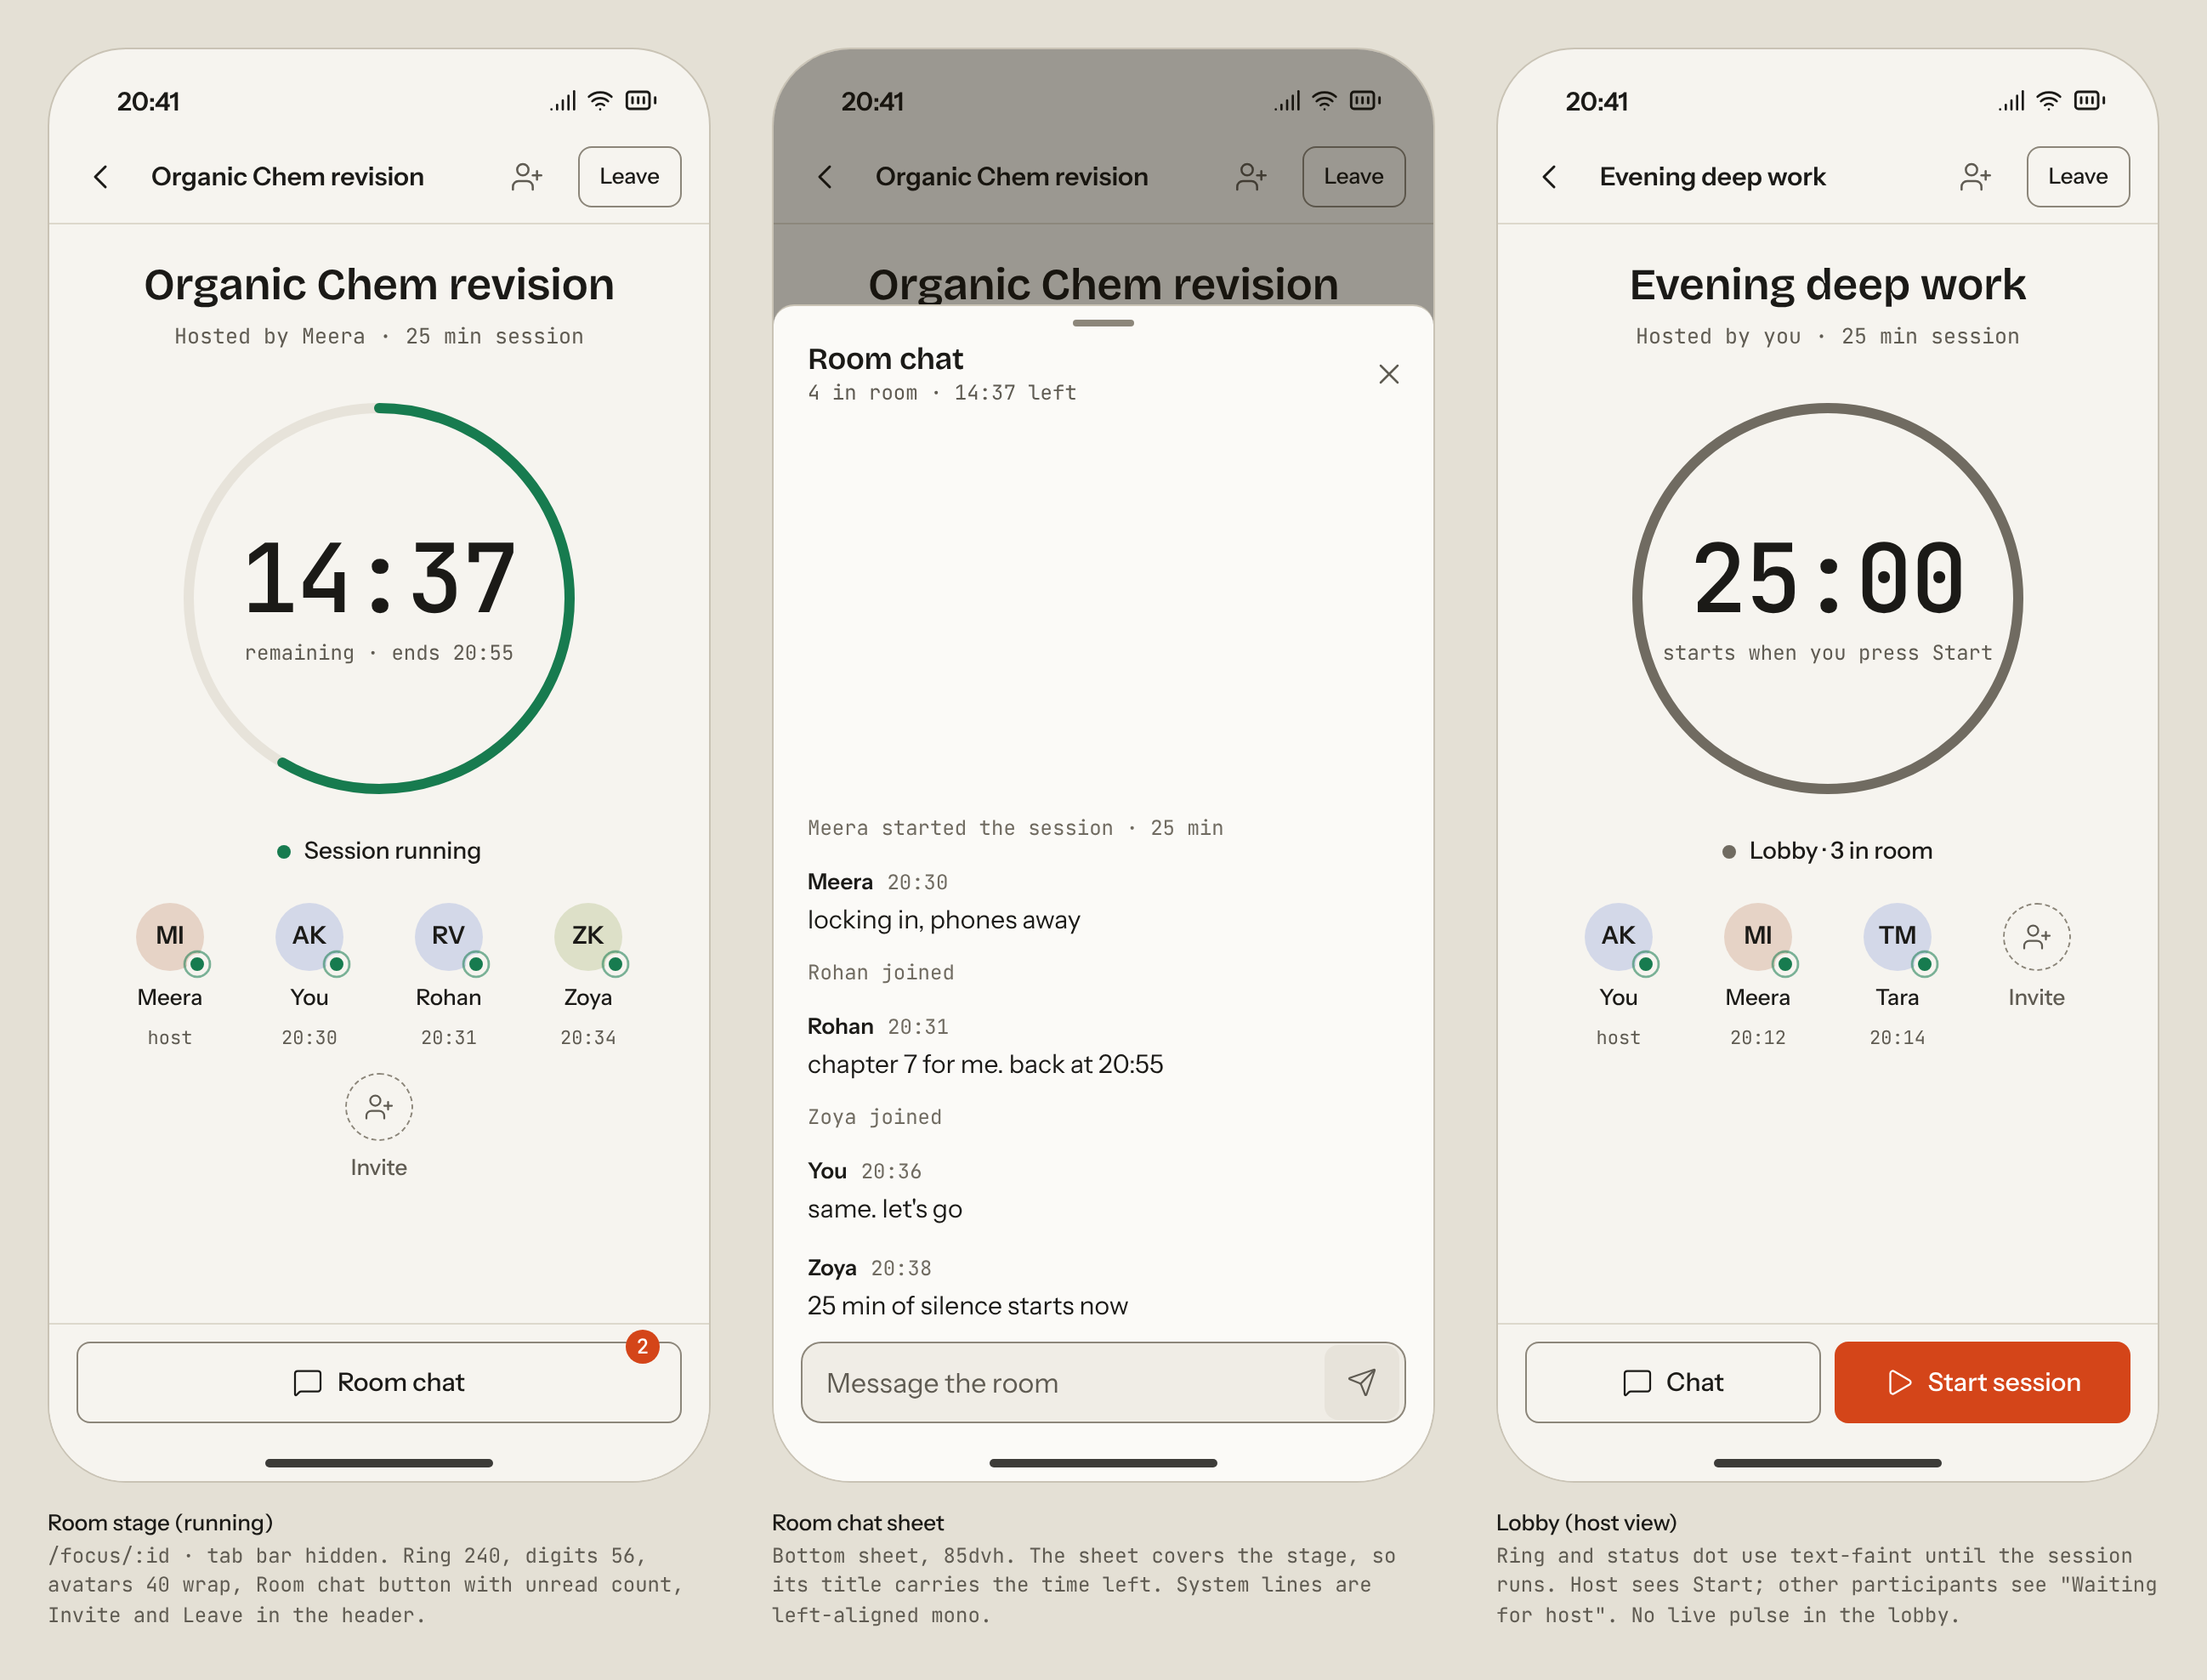 20:41
Organic Chem revision
Leave
Organic Chem revision
Hosted by Meera · 25 min session
14:37
remaining · ends 20:55
Session running
MI
AK
RV
ZK
Meera
You
Rohan
Zoya
host
20:30
20:31
20:34
Invite
2
Room chat
Room stage (running)
/focus/:id · tab bar hidden. Ring 240, digits 56,
avatars 40 wrap, Room chat button with unread count,
Invite and Leave in the header.
20:41
Organic Chem revision
Leave
Organic Chem revision
Room chat
4 in room · 14:37 left
Meera started the session · 25 min
Meera 20:30
locking in, phones away
Rohan joined
Rohan 20:31
chapter 7 for me. back at 20:55
Zoya joined
You 20:36
same. let's go
Zoya 20:38
25 min of silence starts now
Message the room
Room chat sheet
Bottom sheet, 85dvh. The sheet covers the stage, so
its title carries the time left. System lines are
left-aligned mono.
20:41
Evening deep work
Leave
Evening deep work
Hosted by you · 25 min session
25:00
starts when you press Start
Lobby · 3 in room
AK
MI
TM
You
Meera
Tara
Invite
host
20:12
20:14
Chat
Start session
Lobby (host view)
Ring and status dot use text-faint until the session
runs. Host sees Start; other participants see "Waiting
for host". No live pulse in the lobby.